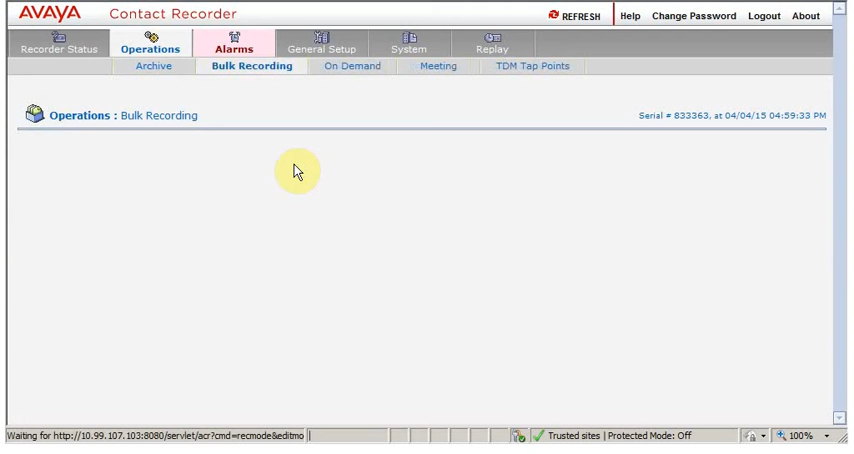 AVAYA Contact Recorder REFRESH Help Change Password Logout About
Recorder Status Operations Alarms General Setup System Replay
Archive Bulk Recording On Demand Meeting TDM Tap Points
Operations : Bulk Recording Serial # 833363, at 04/04/15 04:59:33 PM
Waiting for http://10.99.107.103:8080/servlet/acr?cmd=recmode&editmo Trusted sites | Protected Mode: Off 100%